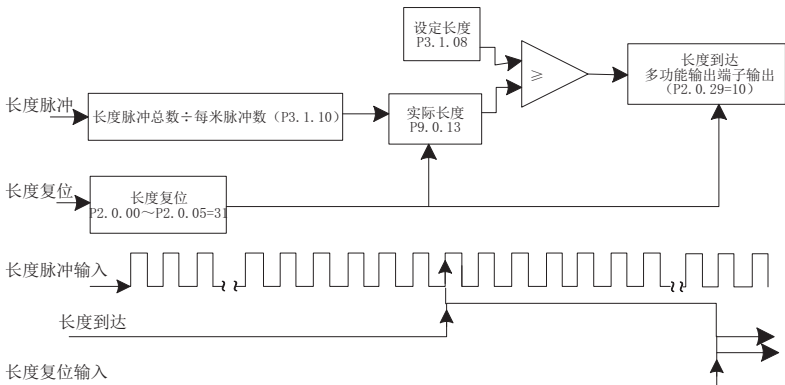 设定长度
P3.1.08
长度到达
多功能输出端子输出
(P2.0.29=10)
长度脉冲
长度脉冲总数÷每米脉冲数（P3.1.10）
实际长度
P9.0.13
≥
长度复位
长度复位
P2.0.00～P2.0.05=31
长度脉冲输入
长度到达
长度复位输入